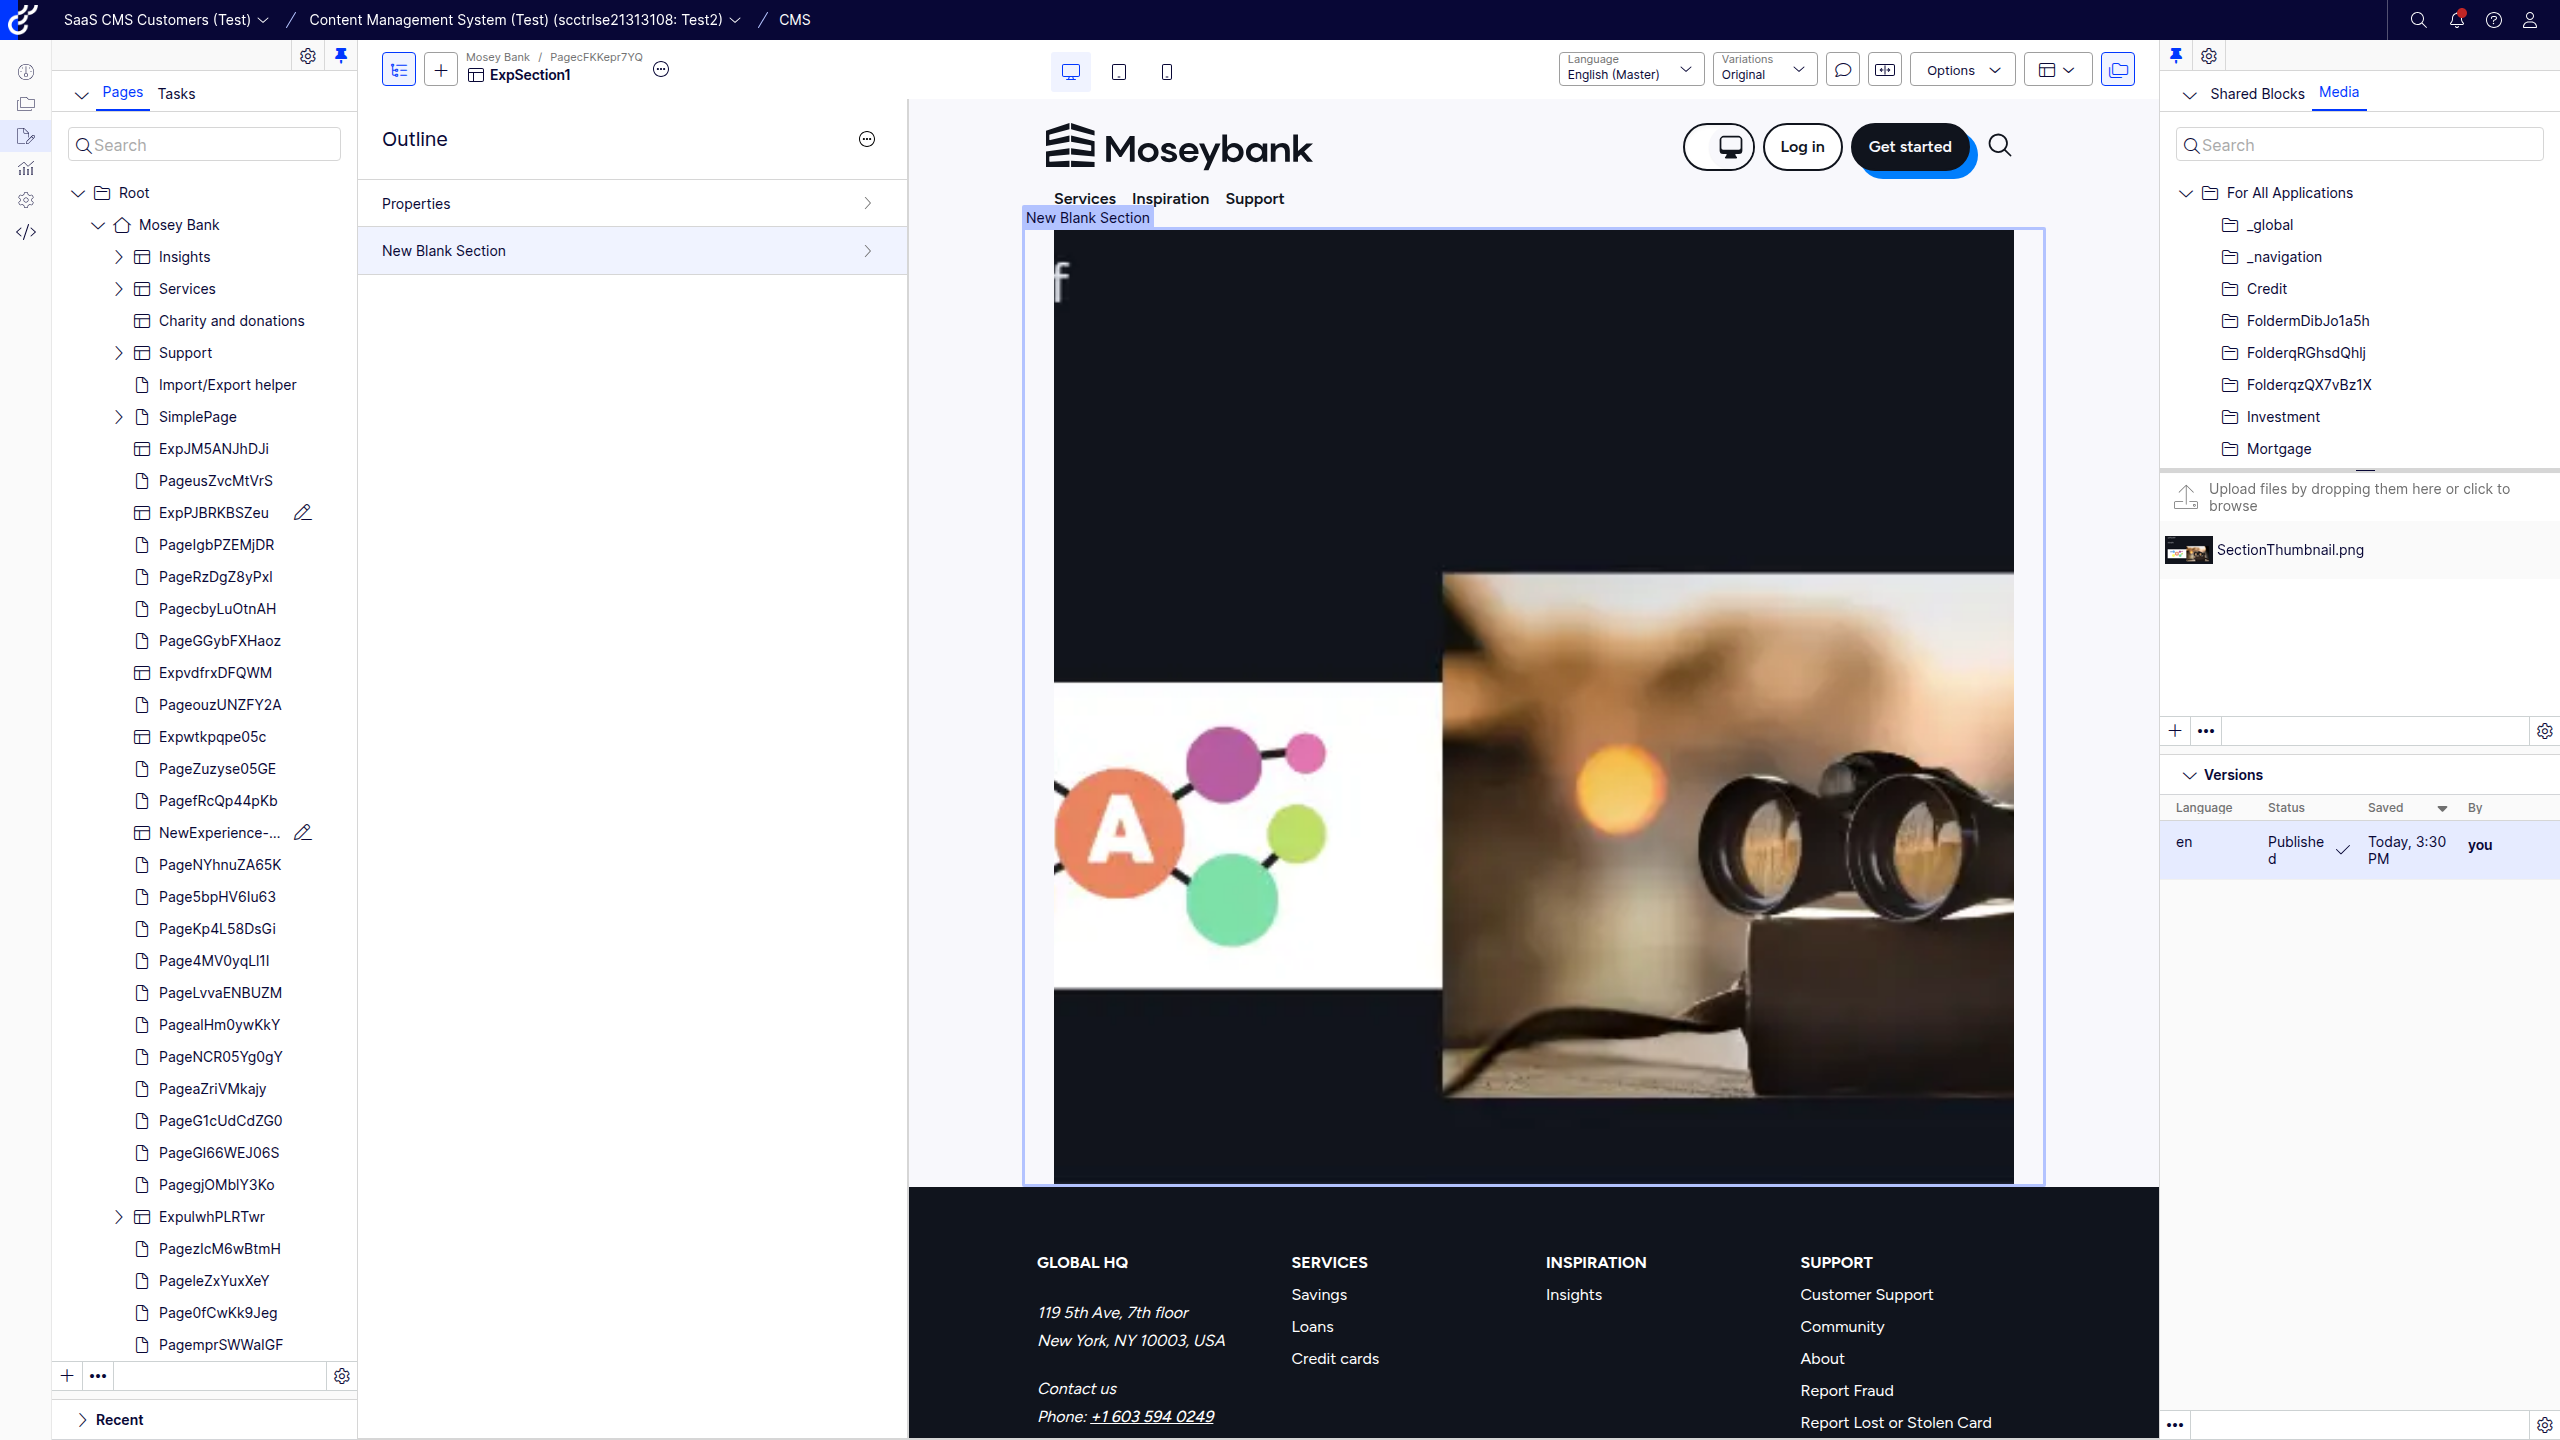 SaaS CMS Customers (Test) / Content Management System (Test) (scctrlse21313108: Test2) / CMS
Pages Tasks
Search
Root
Mosey Bank
Insights
Services
Charity and donations
Support
Import/Export helper
SimplePage
ExpJM5ANJhDJi
PageusZvcMtVrS
ExpPJBRKBSZeu
PageIgbPZEMjDR
PageRzDgZ8yPxl
PagecbyLuOtnAH
PageGGybFXHaoz
ExpvdfrxDFQWM
PageouzUNZFY2A
Expwtkpqpe05c
PageZuzyse05GE
PagefRcQp44pKb
NewExperience-...
PageNYhnuZA65K
Page5bpHV6Iu63
PageKp4L58DsGi
Page4MV0yqLl1I
PageLvvaENBUZM
PagealHm0ywKkY
PageNCR05Yg0gY
PageaZriVMkajy
PageG1cUdCdZG0
PageGl66WEJ06S
PagegjOMblY3Ko
ExpulwhPLRTwr
PagezIcM6wBtmH
PageleZxYuxXeY
Page0fCwKk9Jeg
PagemprSWWalGF
Recent
Mosey Bank / PagecFKKepr7YQ
ExpSection1
Language
English (Master)
Variations
Original
Options
Outline
Properties
New Blank Section
Moseybank
Log in
Get started
Services Inspiration Support
New Blank Section
f
A
GLOBAL HQ
119 5th Ave, 7th floor
New York, NY 10003, USA
Contact us
Phone: +1 603 594 0249
SERVICES
Savings
Loans
Credit cards
INSPIRATION
Insights
SUPPORT
Customer Support
Community
About
Report Fraud
Report Lost or Stolen Card
Shared Blocks Media
Search
For All Applications
_global
_navigation
Credit
FoldermDibJo1a5h
FolderqRGhsdQhIj
FolderqzQX7vBz1X
Investment
Mortgage
Upload files by dropping them here or click to
browse
SectionThumbnail.png
Versions
Language Status Saved By
en Publishe
d Today, 3:30
PM you